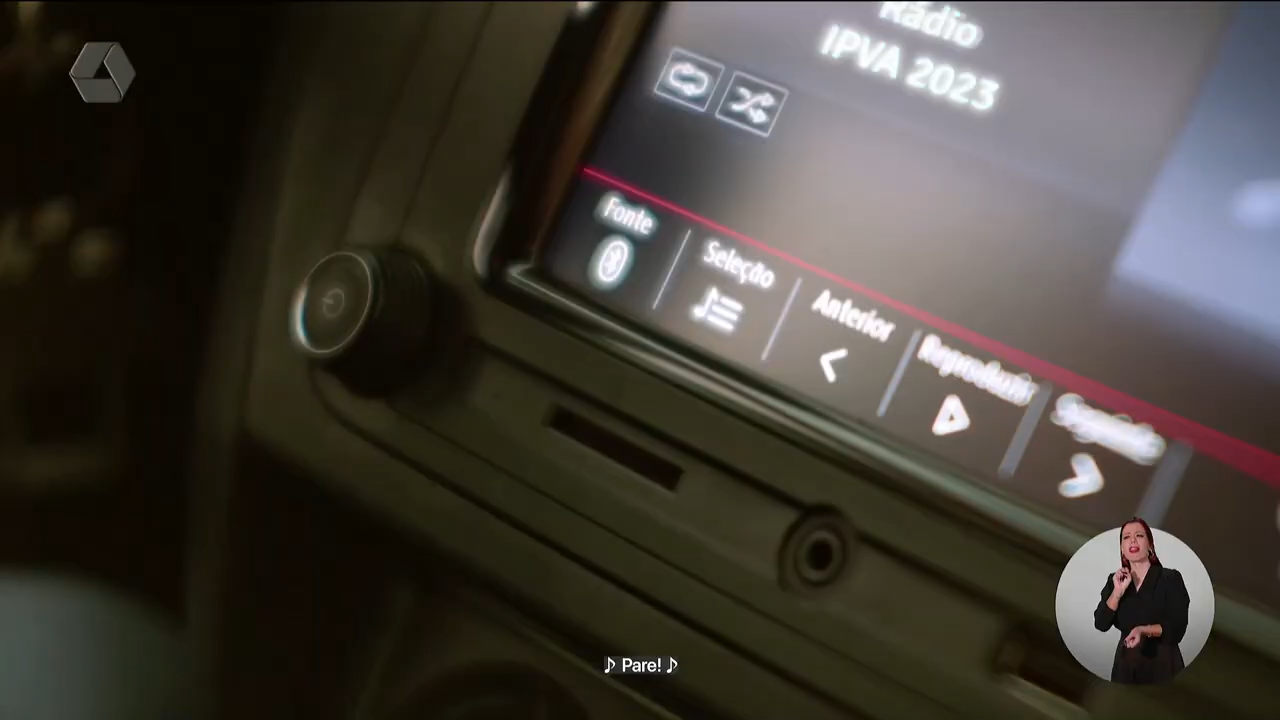 Rádio
IPVA 2023
Fonte
Seleção
Anterior
Reproduzir
♪ Pare! ♪